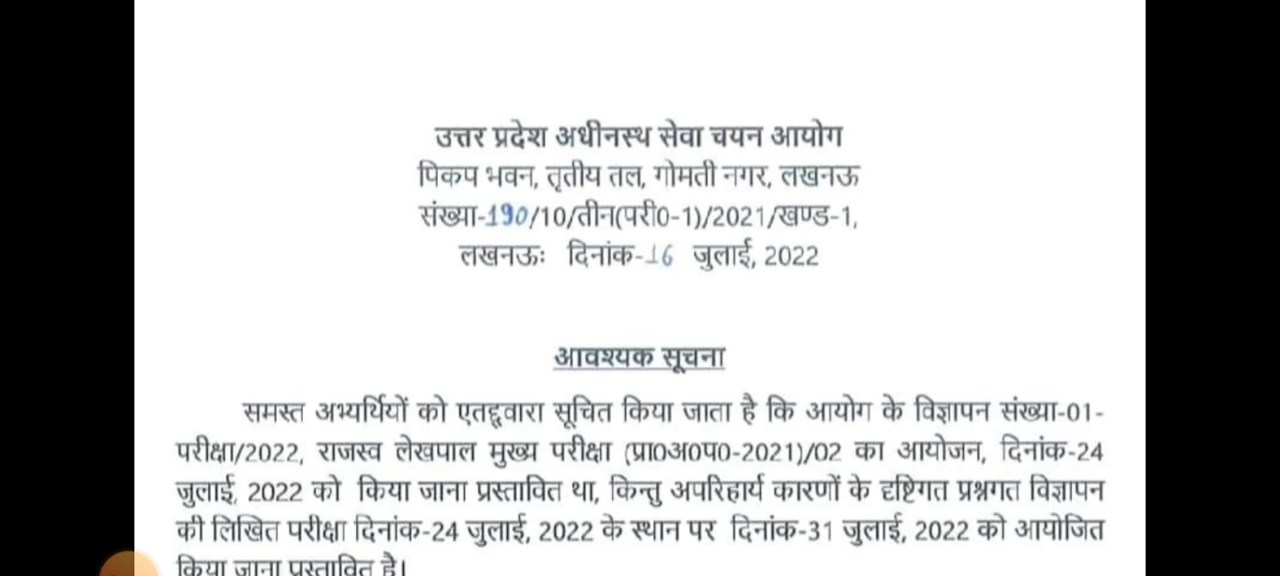 उत्तर प्रदेश अधीनस्थ सेवा चयन आयोग
पिकप भवन, तृतीय तल, गोमती नगर, लखनऊ
संख्या-190/10/तीन(परी0-1)/2021/खण्ड-1,
लखनऊः दिनांक-16 जुलाई, 2022
आवश्यक सूचना
समस्त अभ्यर्थियों को एतद्द्वारा सूचित किया जाता है कि आयोग के विज्ञापन संख्या-01-
परीक्षा/2022, राजस्व लेखपाल मुख्य परीक्षा (प्रा0अ0प0-2021)/02 का आयोजन, दिनांक-24
जुलाई, 2022 को किया जाना प्रस्तावित था, किन्तु अपरिहार्य कारणों के दृष्टिगत प्रश्नगत विज्ञापन
की लिखित परीक्षा दिनांक-24 जुलाई, 2022 के स्थान पर दिनांक-31 जुलाई, 2022 को आयोजित
किया जाना प्रस्तावित है।